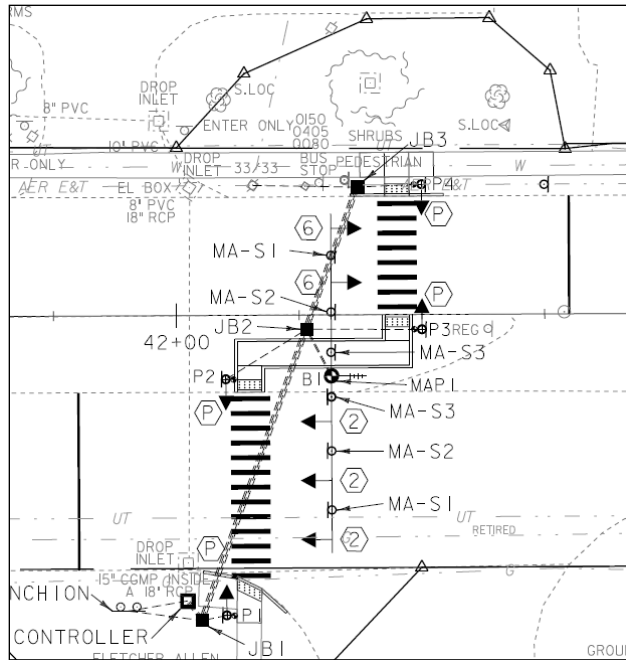 RMS
DROP
INLET
S.LOC
8" PVC
UT
ENTER ONLY
0150
0405
0080
SHRUBS
UT
S.LOC
10" PVC
JB3
R-ONLY
W
DROP
INLET
33/33
BUS
STOP
PEDESTRIAN
W
AER E&T
EL BOX
AER E&T
P4
8" PVC
18" RCP
6
P
MA-S1
6
P
MA-S2
JB2
P3
REG
42+00
MA-S3
P2
B1
MAP1
P
MA-S3
2
MA-S2
2
MA-S1
UT
P
2
UT
RETIRED
DROP
INLET
G
15" CGMP INSIDE
A 18" RCP
NCHION
P1
CONTROLLER
JB1
FLETCHER ALLEN
GROU